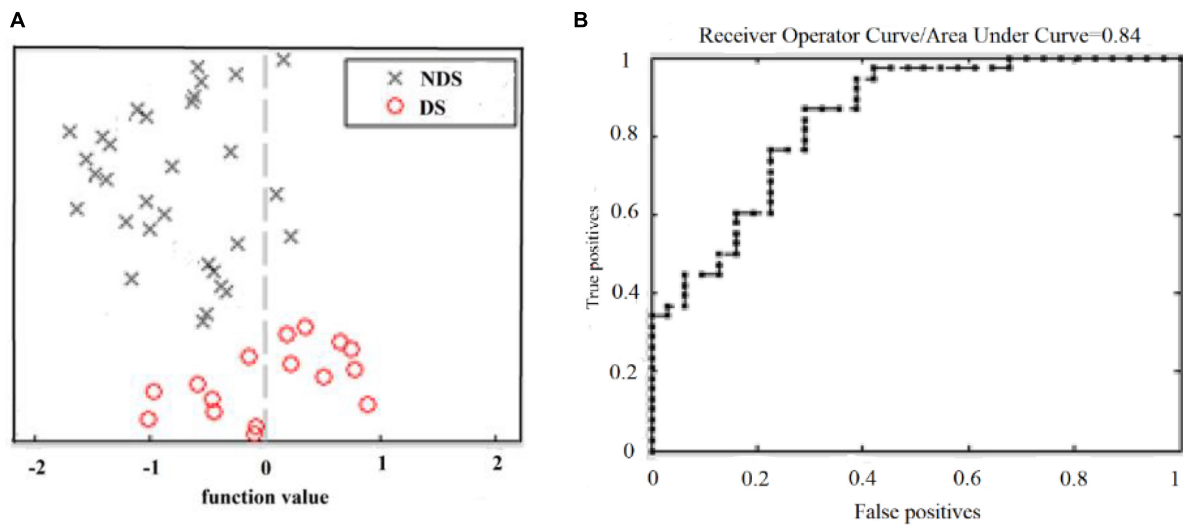 A
NDS
DS
-2 -1 0 1 2
function value
B
Receiver Operator Curve/Area Under Curve=0.84
1
0.8
0.6
0.4
0.2
0
True positives
0 0.2 0.4 0.6 0.8 1
False positives